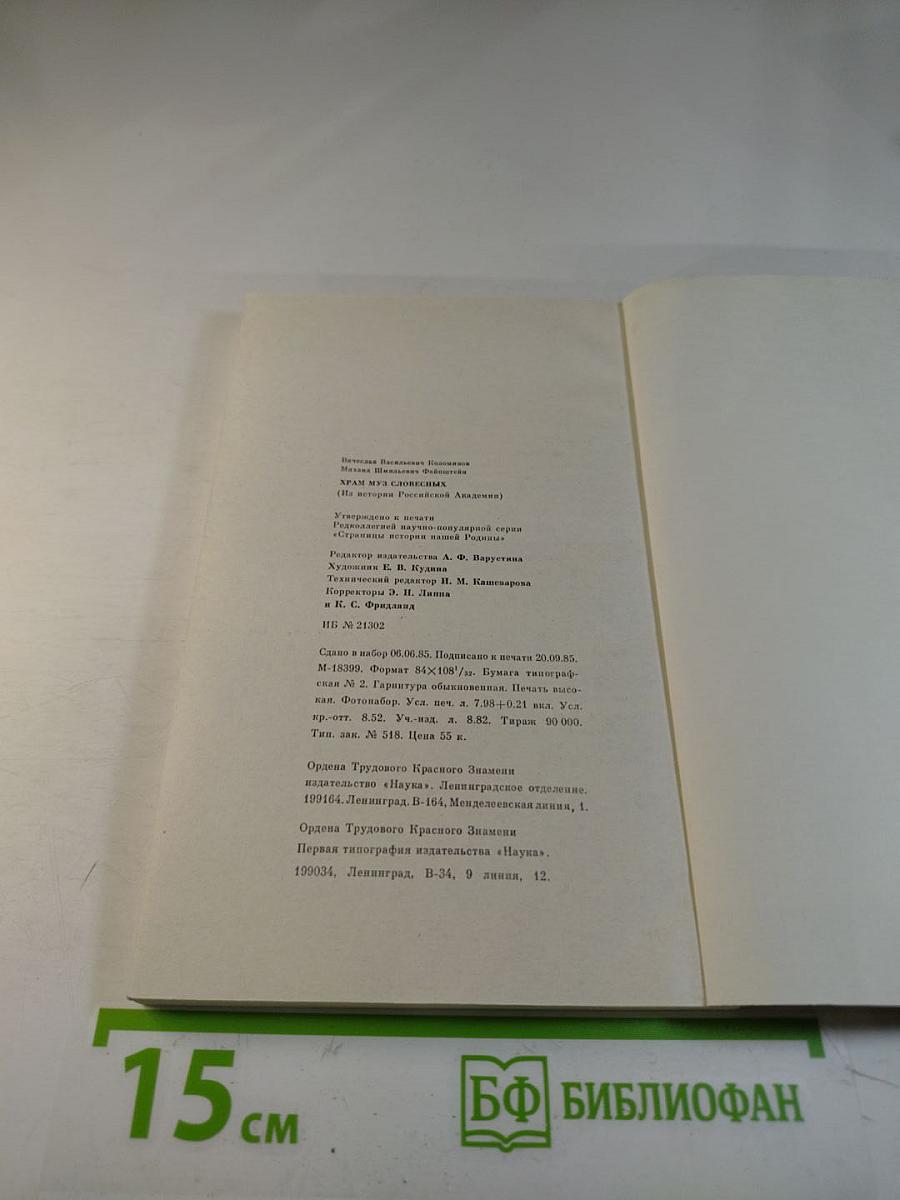 Вячеслав Васильевич Коломинов
Михаил Шмильевич Файнштейн
ХРАМ МУЗ СЛОВЕСНЫХ
(Из истории Российской Академии)
Утверждено к печати
Редколлегией научно-популярной серии
«Страницы истории нашей Родины»
Редактор издательства А. Ф. Варустина
Художник Е. В. Кудина
Технический редактор И. М. Кашеварова
Корректоры Э. Н. Липпа
и К. С. Фридлянд
ИБ № 21302
Сдано в набор 06.06.85. Подписано к печати 20.09.85.
М-18399. Формат 84×108¹/₃₂. Бумага типограф-
ская № 2. Гарнитура обыкновенная. Печать высо-
кая. Фотонабор. Усл. печ. л. 7.98+0.21 вкл. Усл.
кр.-отт. 8.52. Уч.-изд. л. 8.82. Тираж 90 000.
Тип. зак. № 518. Цена 55 к.
Ордена Трудового Красного Знамени
издательство «Наука». Ленинградское отделение.
199164. Ленинград. В-164, Менделеевская линия, 1.
Ордена Трудового Красного Знамени
Первая типография издательства «Наука».
199034, Ленинград, В-34, 9 линия, 12.
15 см
БФ БИБЛИОФАН